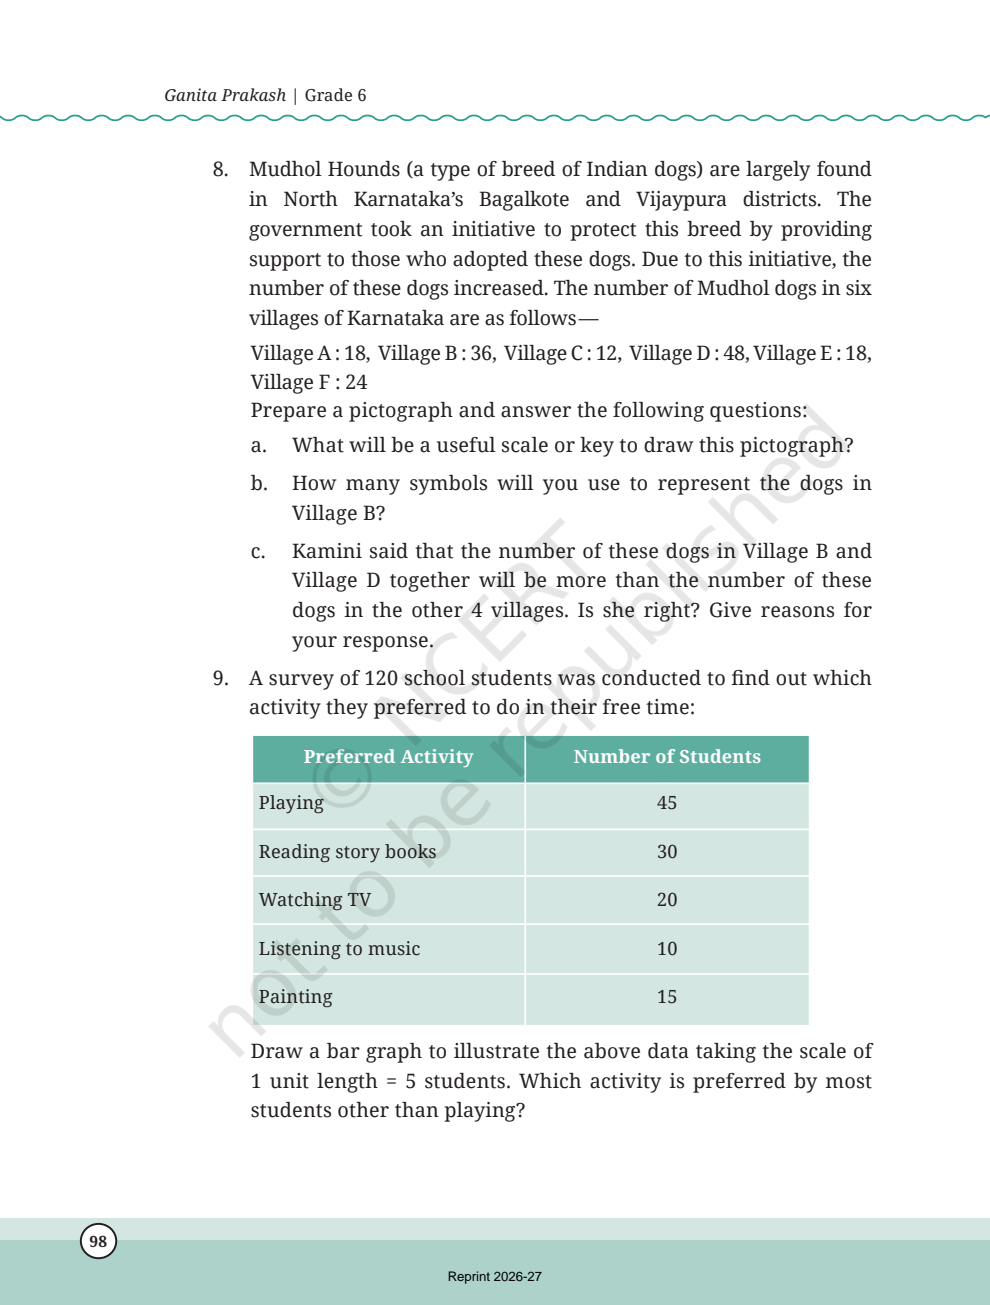 Ganita Prakash | Grade 6
8. Mudhol Hounds (a type of breed of Indian dogs) are largely found
in North Karnataka’s Bagalkote and Vijaypura districts. The
government took an initiative to protect this breed by providing
support to those who adopted these dogs. Due to this initiative, the
number of these dogs increased. The number of Mudhol dogs in six
villages of Karnataka are as follows—
Village A : 18, Village B : 36, Village C : 12, Village D : 48, Village E : 18,
Village F : 24
Prepare a pictograph and answer the following questions:
a. What will be a useful scale or key to draw this pictograph?
b. How many symbols will you use to represent the dogs in
Village B?
c. Kamini said that the number of these dogs in Village B and
Village D together will be more than the number of these
dogs in the other 4 villages. Is she right? Give reasons for
your response.
9. A survey of 120 school students was conducted to find out which
activity they preferred to do in their free time:
Preferred Activity Number of Students
Playing 45
Reading story books 30
Watching TV 20
Listening to music 10
Painting 15
Draw a bar graph to illustrate the above data taking the scale of
1 unit length = 5 students. Which activity is preferred by most
students other than playing?
98
Reprint 2026-27
© NCERT
not to be republished